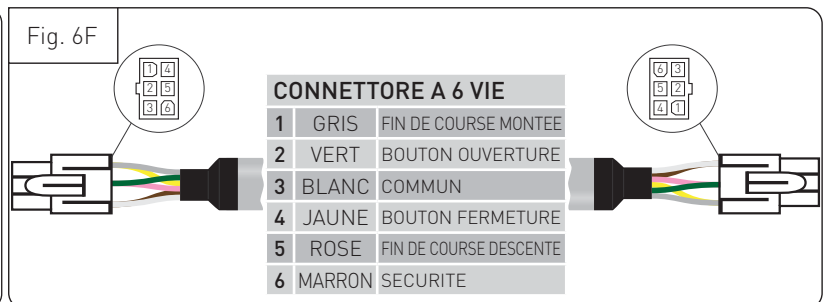 Fig. 6F
1 4
2 5
3 6
CONNETTORE A 6 VIE
1 GRIS FIN DE COURSE MONTEE
2 VERT BOUTON OUVERTURE
3 BLANC COMMUN
4 JAUNE BOUTON FERMETURE
5 ROSE FIN DE COURSE DESCENTE
6 MARRON SECURITE
6 3
5 2
4 1